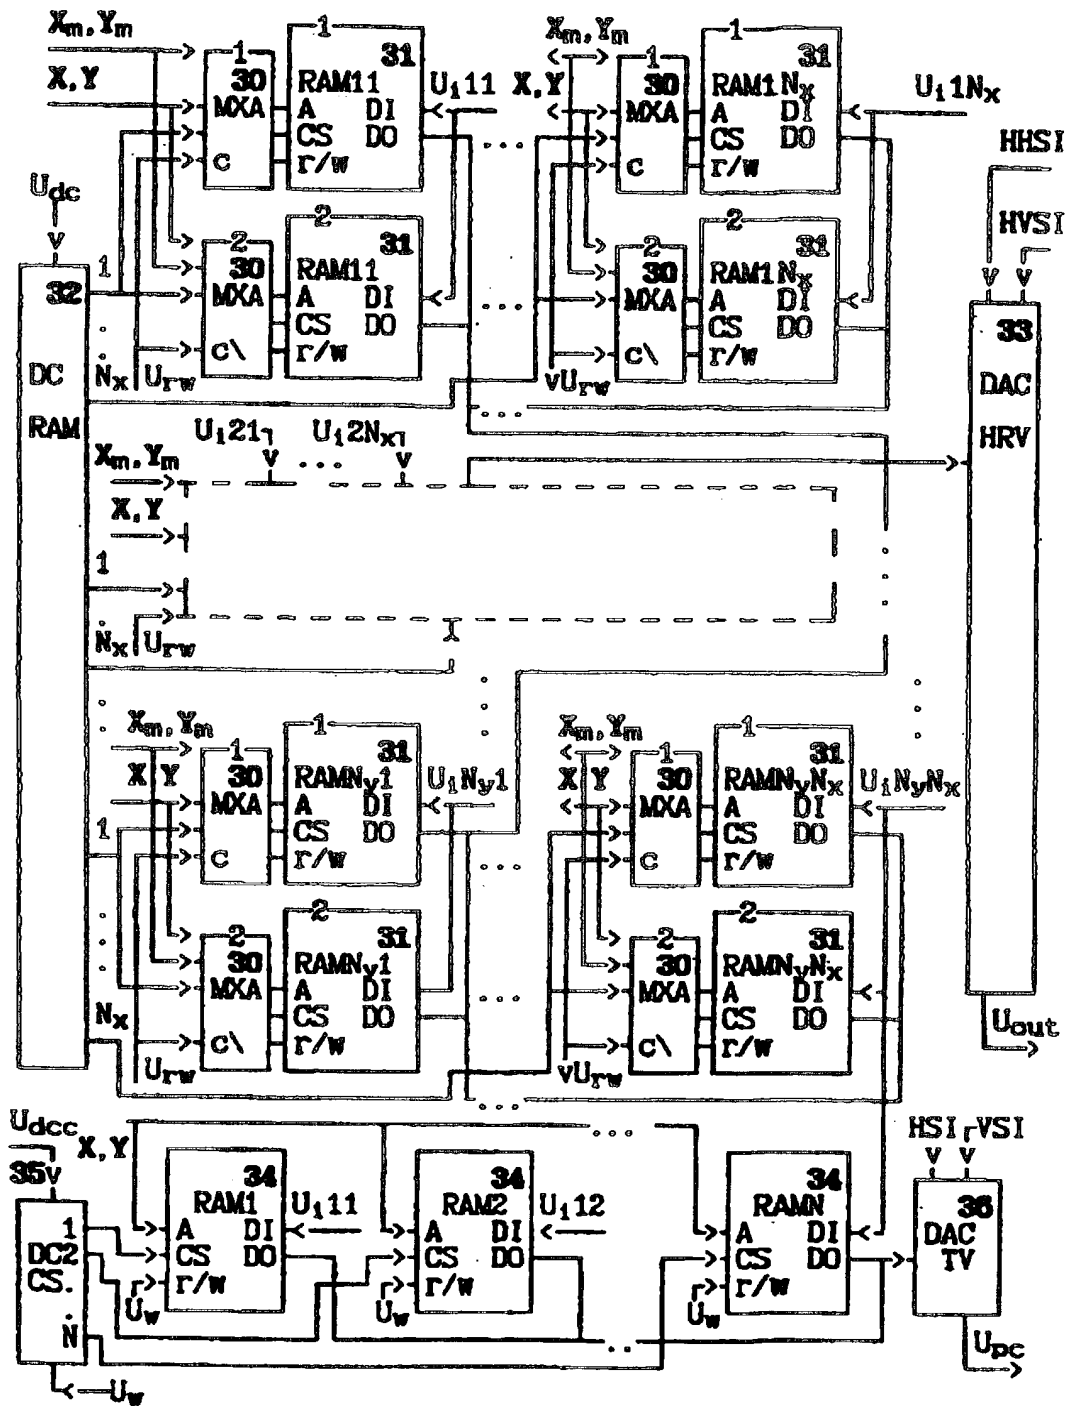 Xm,Ym 1 1 31 Xm,Ym 1 1 31
30 RAM11 Ui11 30 RAM1Nx Ui1Nx
X,Y MXA A DI X,Y MXA A DI
CS DO ... CS DO HHSI
C r/w C r/w
Udc 2 2 HVSI
v 2 31 2 31
1 30 RAM11 30 RAM1Nx v v
32 MXA A DI ... MXA A DI
CS DO CS DO 33
DC Nx Urw C\ r/w vUrw C\ r/w DAC
RAM Ui21 Ui2Nx ... HRV
Xm,Ym v ... v
X,Y
1
Nx Urw
Xm,Ym 1 1 31 Xm,Ym 1 1 31
X Y 30 RAMNy1 UiNy1 X Y 30 RAMNyNx UiNyNx
MXA A DI MXA A DI
1 CS DO ... CS DO
C r/w C r/w
2 2 31 2 2 31
30 RAMNy1 30 RAMNyNx
Nx MXA A DI ... MXA A DI
CS DO CS DO Uout
Urw C\ r/w vUrw C\ r/w
...
Udcc X,Y ... HSI VSI
35 v 34 34 34 v v
RAM1 Ui11 RAM2 Ui12 RAMN 36
1 A DI A DI A DI DAC
DC2 CS DO CS DO CS DO TV
CS. r/w r/w r/w
N Uw Uw Uw
.. Upc
Uw